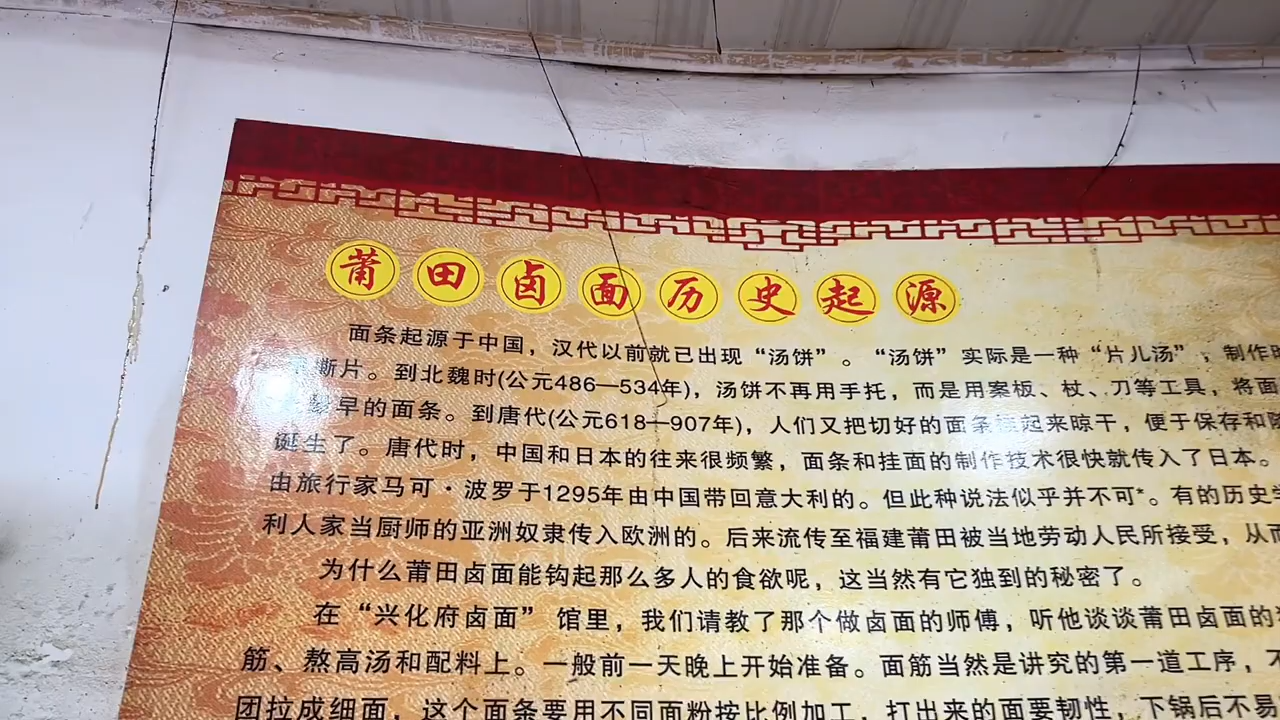 莆田卤面历史起源
面条起源于中国，汉代以前就已出现“汤饼”。“汤饼”实际是一种“片儿汤”，制作时
撕片。到北魏时(公元486—534年)，汤饼不再用手托，而是用案板、杖、刀等工具，将面
早的面条。到唐代(公元618—907年)，人们又把切好的面条挂起来晾干，便于保存和
诞生了。唐代时，中国和日本的往来很频繁，面条和挂面的制作技术很快就传入了日本。
由旅行家马可·波罗于1295年由中国带回意大利的。但此种说法似乎并不可*。有的历史学
利人家当厨师的亚洲奴隶传入欧洲的。后来流传至福建莆田被当地劳动人民所接受，从而
为什么莆田卤面能钩起那么多人的食欲呢，这当然有它独到的秘密了。
在“兴化府卤面”馆里，我们请教了那个做卤面的师傅，听他谈谈莆田卤面的
筋、熬高汤和配料上。一般前一天晚上开始准备。面筋当然是讲究的第一道工序，不
团拉成细面，这个面条要用不同面粉按比例加工，打出来的面要韧性，下锅后不易